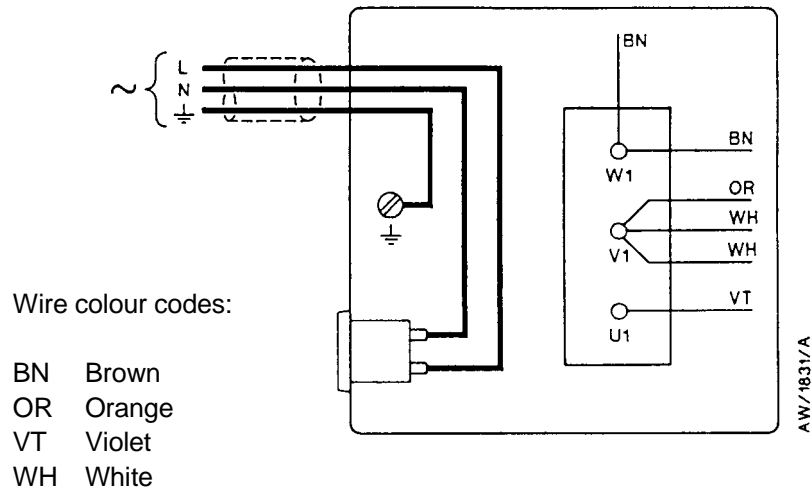 BN
L
N
BN
W1
OR
WH
V1
WH
VT
U1
Wire colour codes:
BN Brown
OR Orange
VT Violet
WH White
AW/1831/A